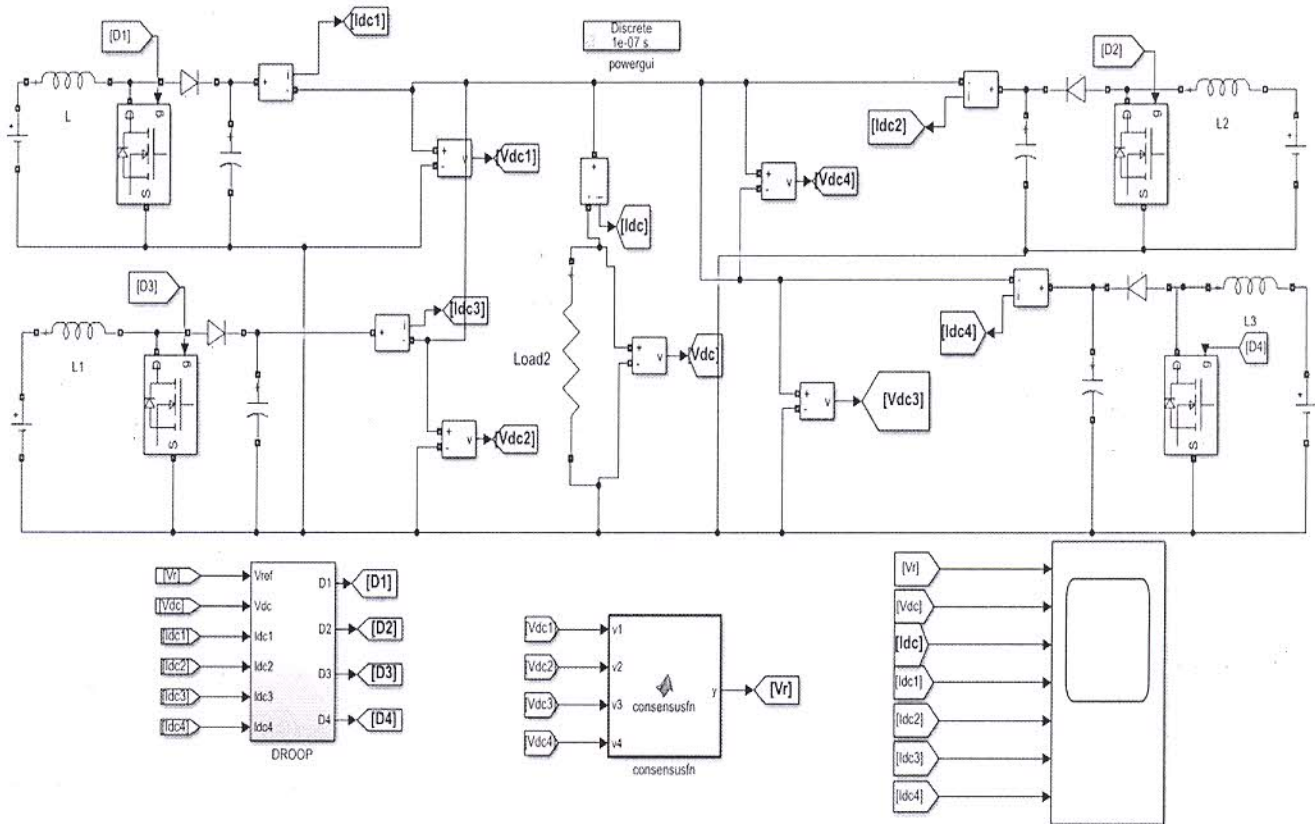 [Idc1]
[D1]
Discrete
1e-07 s
powergui
[D2]
L
[Idc2]
L2
g
D
S
g
D
S
+
v
[Vdc1]
+
v
[Vdc4]
[Idc]
[D3]
[Idc3]
[Idc4]
L3
[D4]
L1
g
D
S
g
D
S
Load2
+
v
[Vdc]
+
v
[Vdc3]
+
v
[Vdc2]
[Vr]
Vref
D1
[D1]
[Vdc]
Vdc
[Idc1]
Idc1
D2
[D2]
[Idc2]
Idc2
[Idc3]
Idc3
D3
[D3]
[Idc4]
Idc4
D4
[D4]
DROOP
[Vdc1]
v1
[Vdc2]
v2
[Vdc3]
v3
[Vdc4]
v4
consensusfn
y
[Vr]
consensusfn
[Vr]
[Vdc]
[Idc]
[Idc1]
[Idc2]
[Idc3]
[Idc4]